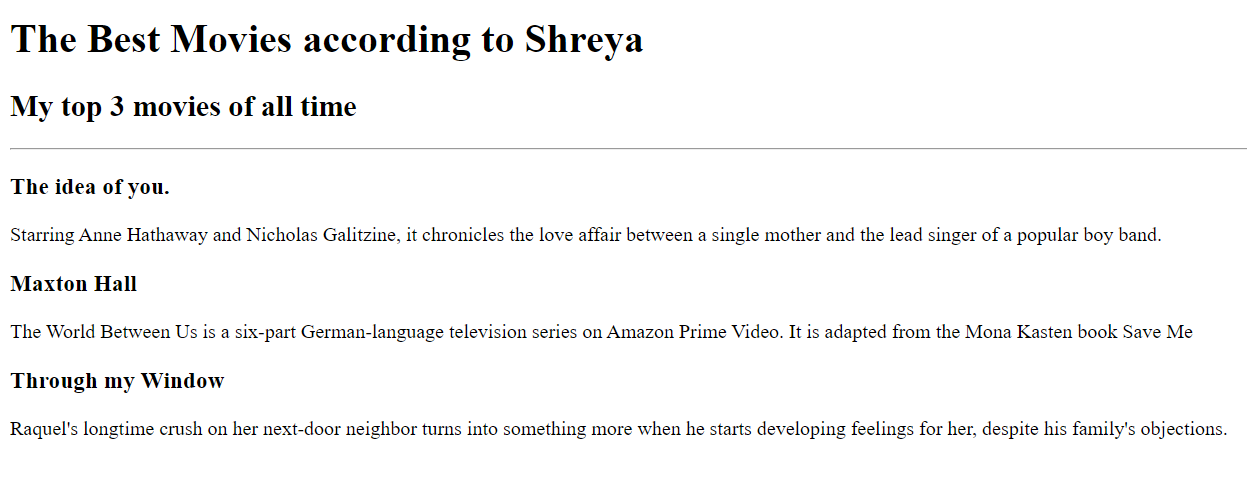 The Best Movies according to Shreya
My top 3 movies of all time
The idea of you.
Starring Anne Hathaway and Nicholas Galitzine, it chronicles the love affair between a single mother and the lead singer of a popular boy band.
Maxton Hall
The World Between Us is a six-part German-language television series on Amazon Prime Video. It is adapted from the Mona Kasten book Save Me
Through my Window
Raquel's longtime crush on her next-door neighbor turns into something more when he starts developing feelings for her, despite his family's objections.